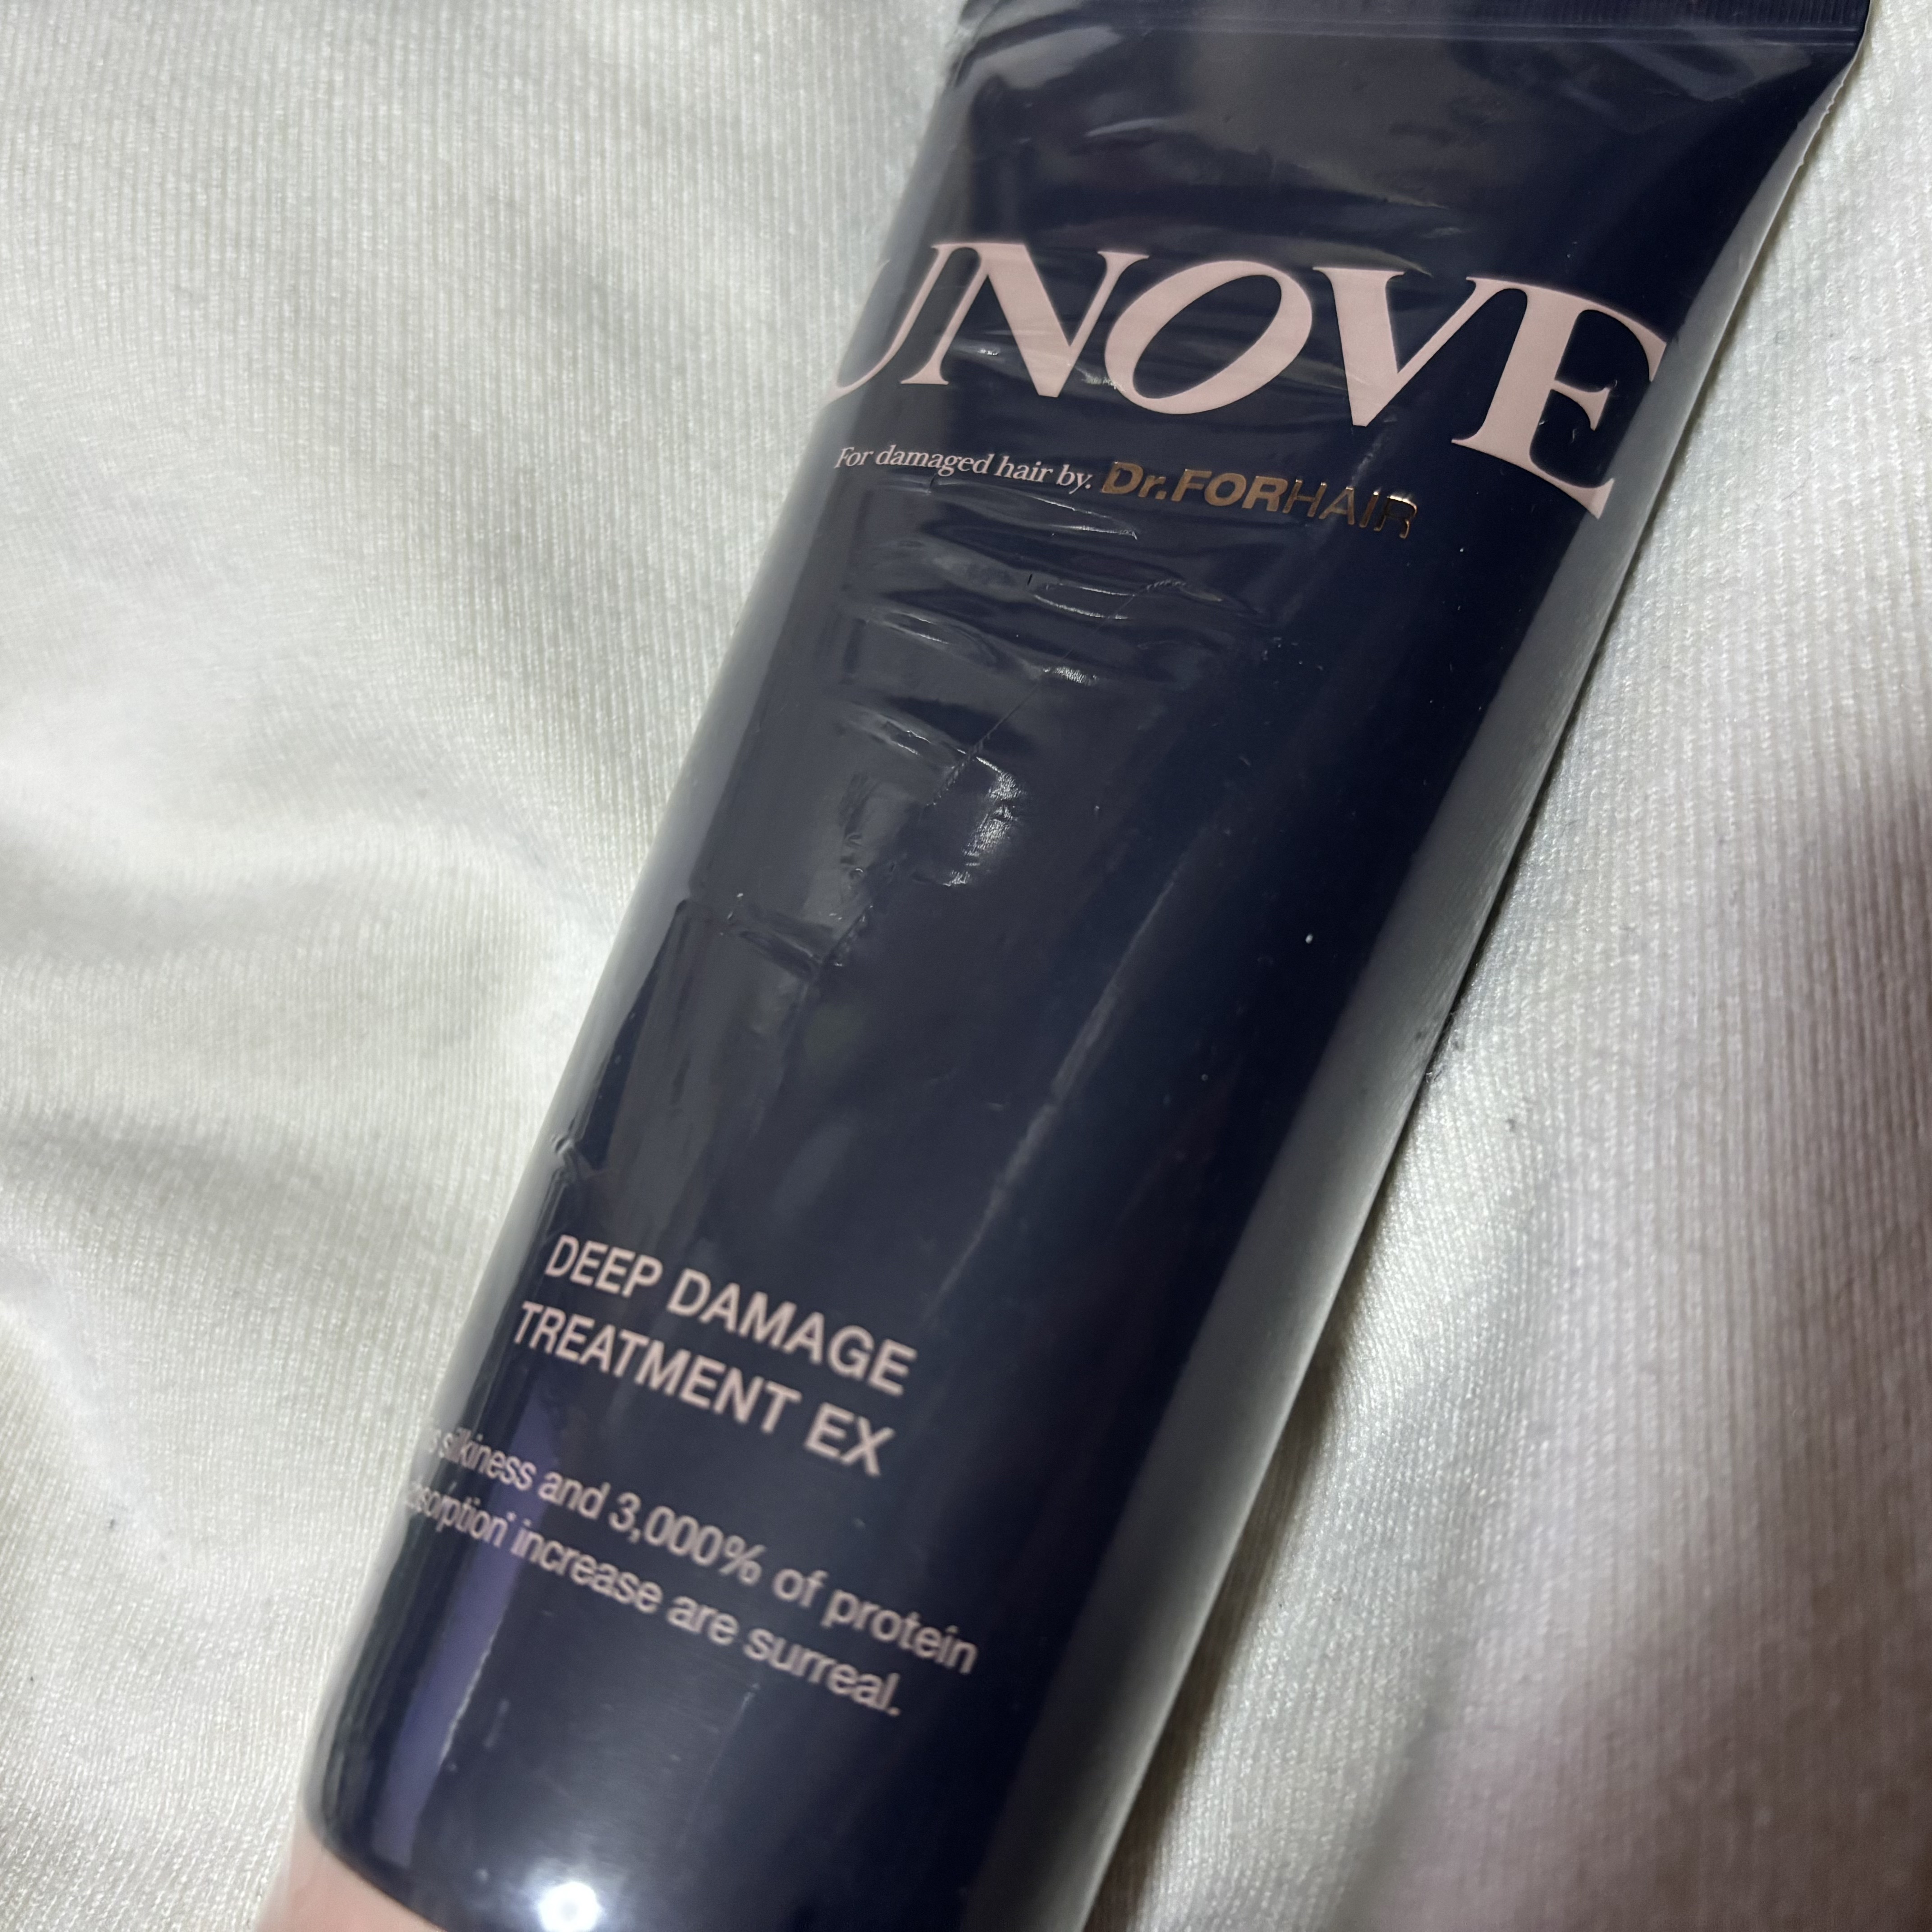 UNOVE
For damaged hair by. Dr.FORHAIR
DEEP DAMAGE
TREATMENT EX
silkiness and 3,000% of protein
absorption* increase are surreal.